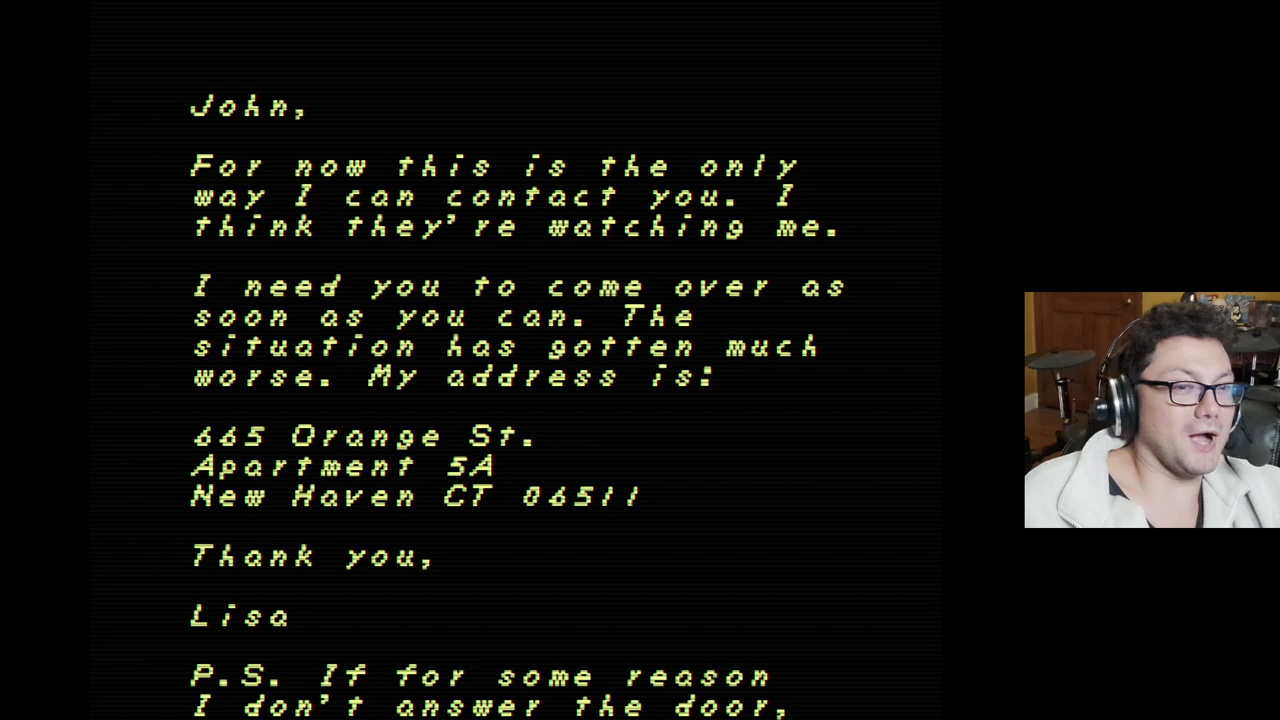 John,
For now this is the only
way I can contact you. I
think they're watching me.
I need you to come over as
soon as you can. The
situation has gotten much
worse. My address is:
665 Orange St.
Apartment 5A
New Haven CT 06511
Thank you,
Lisa
P.S. If for some reason
I don't answer the door,